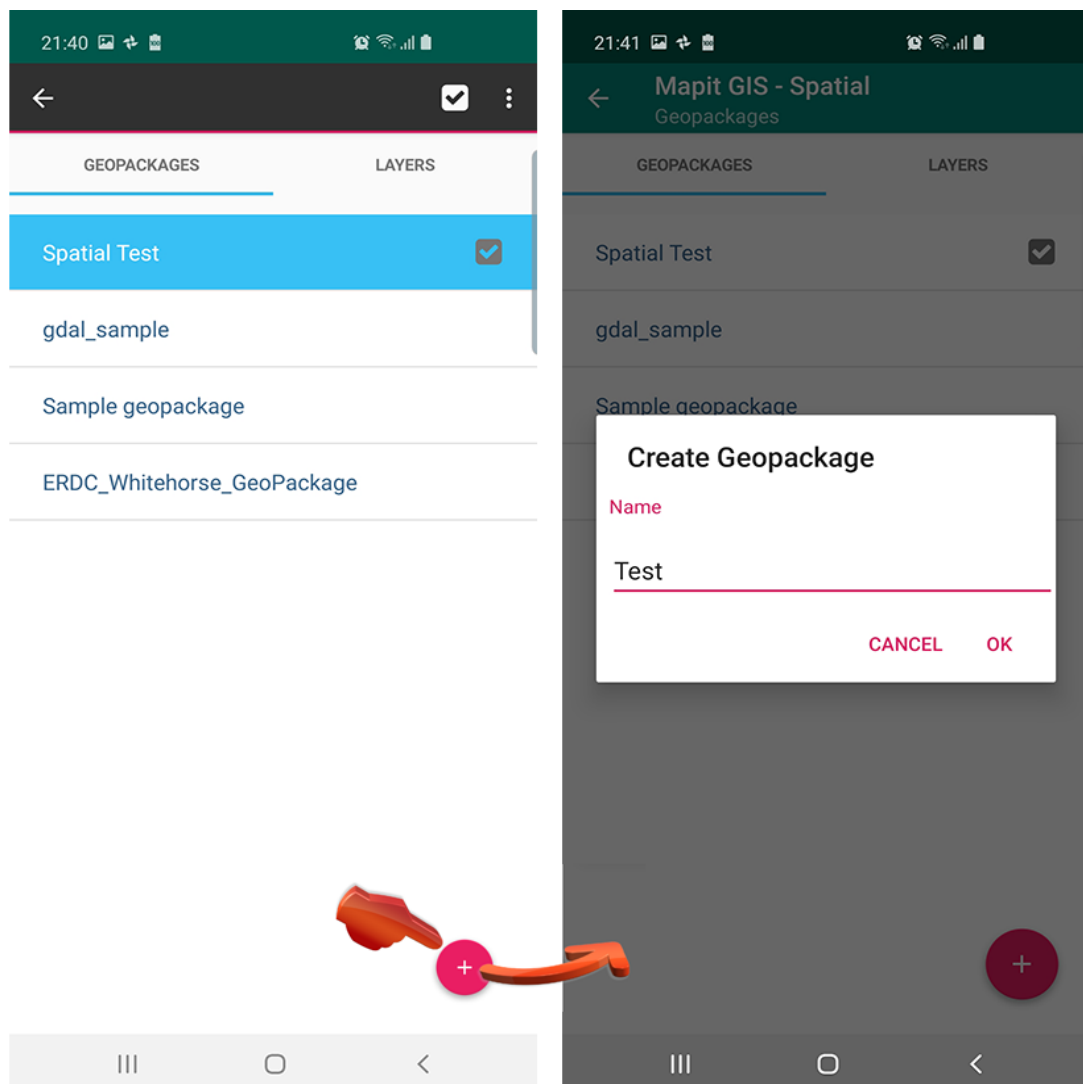 21:40
GEOPACKAGES LAYERS
Spatial Test
gdal_sample
Sample geopackage
ERDC_Whitehorse_GeoPackage
+
21:41
Mapit GIS - Spatial
Geopackages
GEOPACKAGES LAYERS
Spatial Test
gdal_sample
Sample geopackage
Create Geopackage
Name
Test
CANCEL OK
+